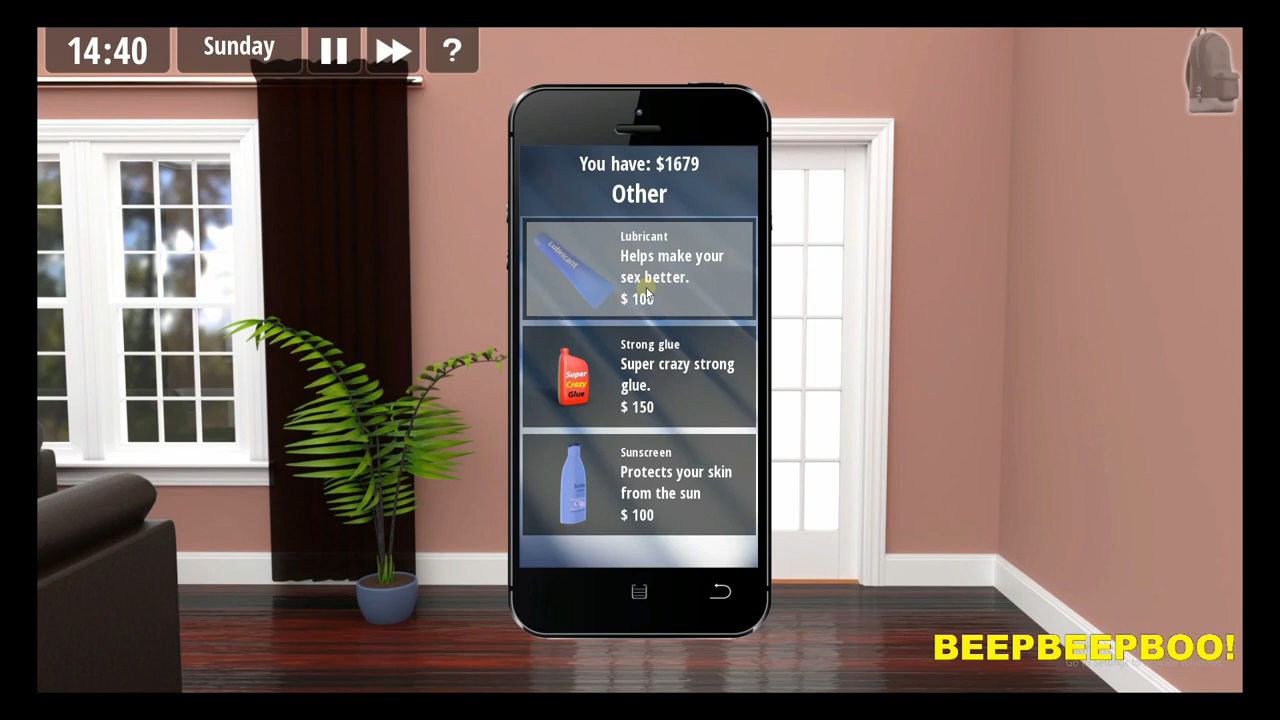 14:40
Sunday
?
You have: $1679
Other
Lubricant
Helps make your
sex better.
$ 100
Lubricant
Strong glue
Super crazy strong
glue.
$ 150
Super
Crazy
Glue
Sunscreen
Protects your skin
from the sun
$ 100
BEEPBEEPBOO!